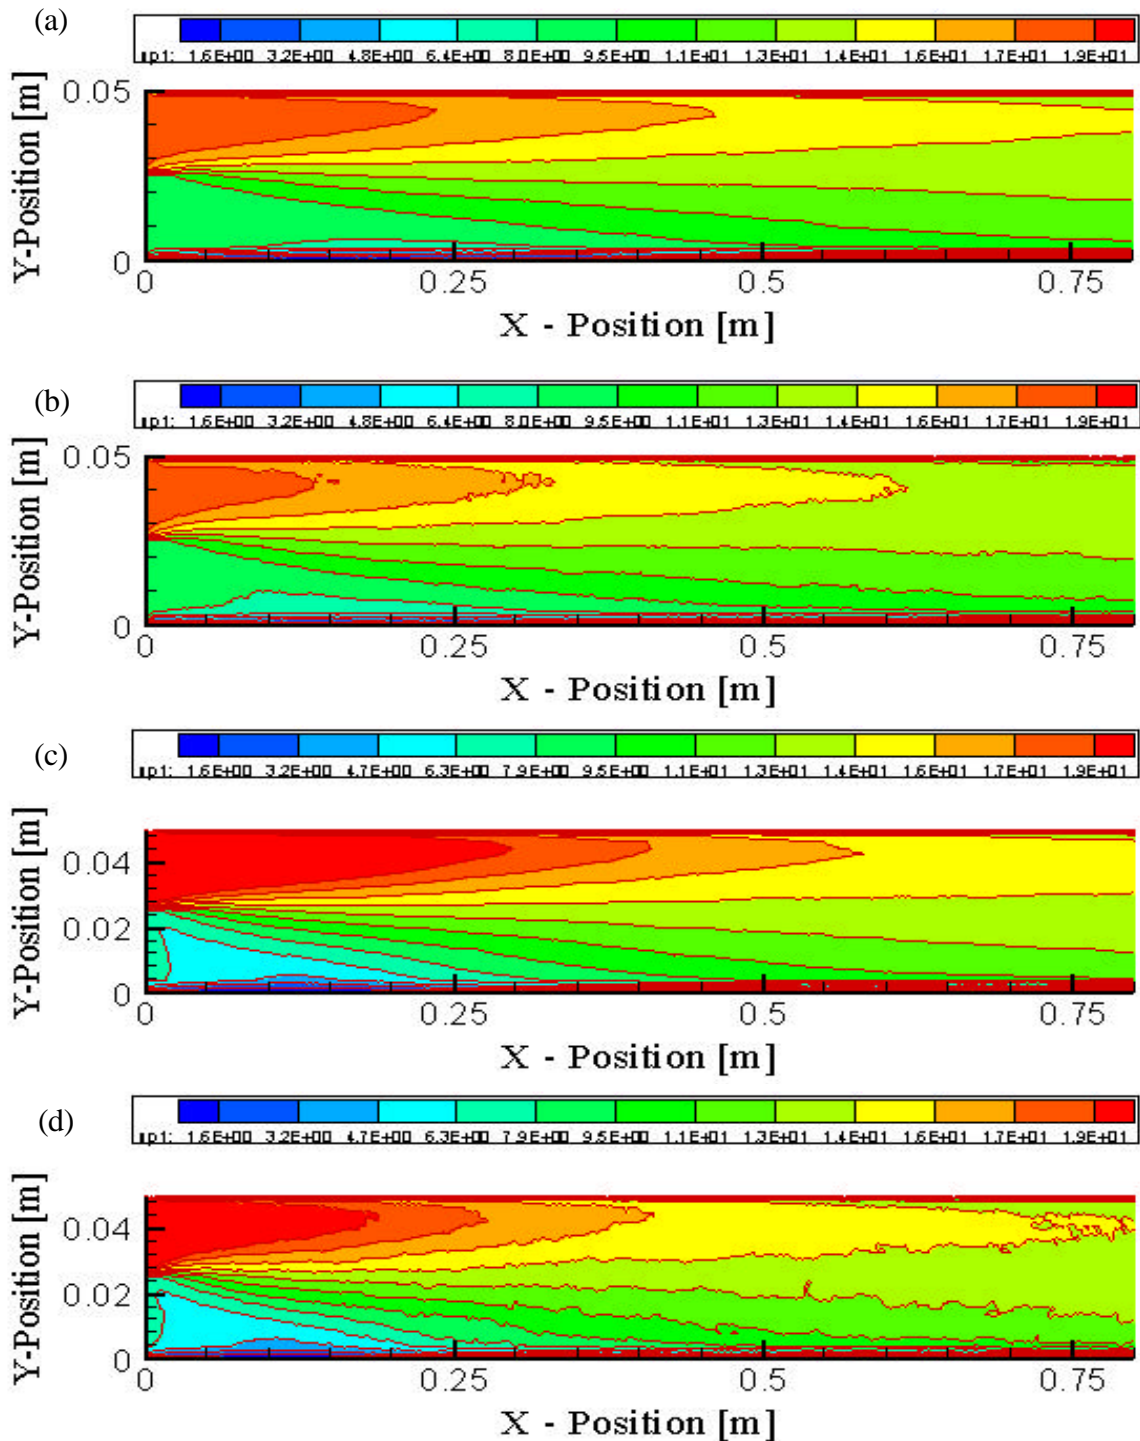 (a)
up1: 1.6E+00 3.2E+00 4.8E+00 6.4E+00 8.0E+00 9.5E+00 1.1E+01 1.3E+01 1.4E+01 1.6E+01 1.7E+01 1.9E+01
Y-Position [m]
0.05
0
0 0.25 0.5 0.75
X - Position [m]
(b)
up1: 1.6E+00 3.2E+00 4.8E+00 6.4E+00 8.0E+00 9.5E+00 1.1E+01 1.3E+01 1.4E+01 1.6E+01 1.7E+01 1.9E+01
Y-Position [m]
0.05
0
0 0.25 0.5 0.75
X - Position [m]
(c)
up1: 1.6E+00 3.2E+00 4.7E+00 6.3E+00 7.9E+00 9.5E+00 1.1E+01 1.3E+01 1.4E+01 1.6E+01 1.7E+01 1.9E+01
Y-Position [m]
0.04
0.02
0
0 0.25 0.5 0.75
X - Position [m]
(d)
up1: 1.6E+00 3.2E+00 4.7E+00 6.3E+00 7.9E+00 9.5E+00 1.1E+01 1.3E+01 1.4E+01 1.6E+01 1.7E+01 1.9E+01
Y-Position [m]
0.04
0.02
0
0 0.25 0.5 0.75
X - Position [m]